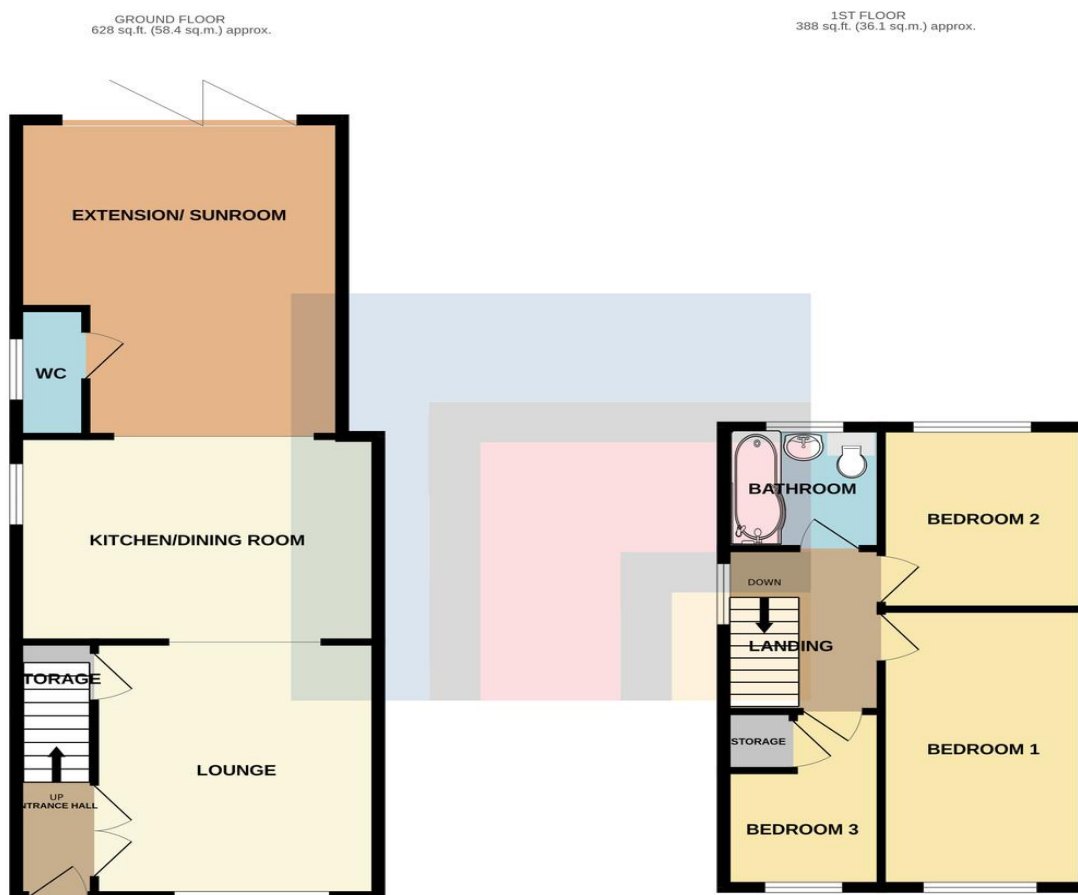 GROUND FLOOR
628 sq.ft. (58.4 sq.m.) approx.
1ST FLOOR
388 sq.ft. (36.1 sq.m.) approx.
EXTENSION/ SUNROOM
WC
KITCHEN/DINING ROOM
TORAGE
LOUNGE
UP
NTRANCE HALL
BATHROOM
BEDROOM 2
DOWN
LANDING
STORAGE
BEDROOM 1
BEDROOM 3